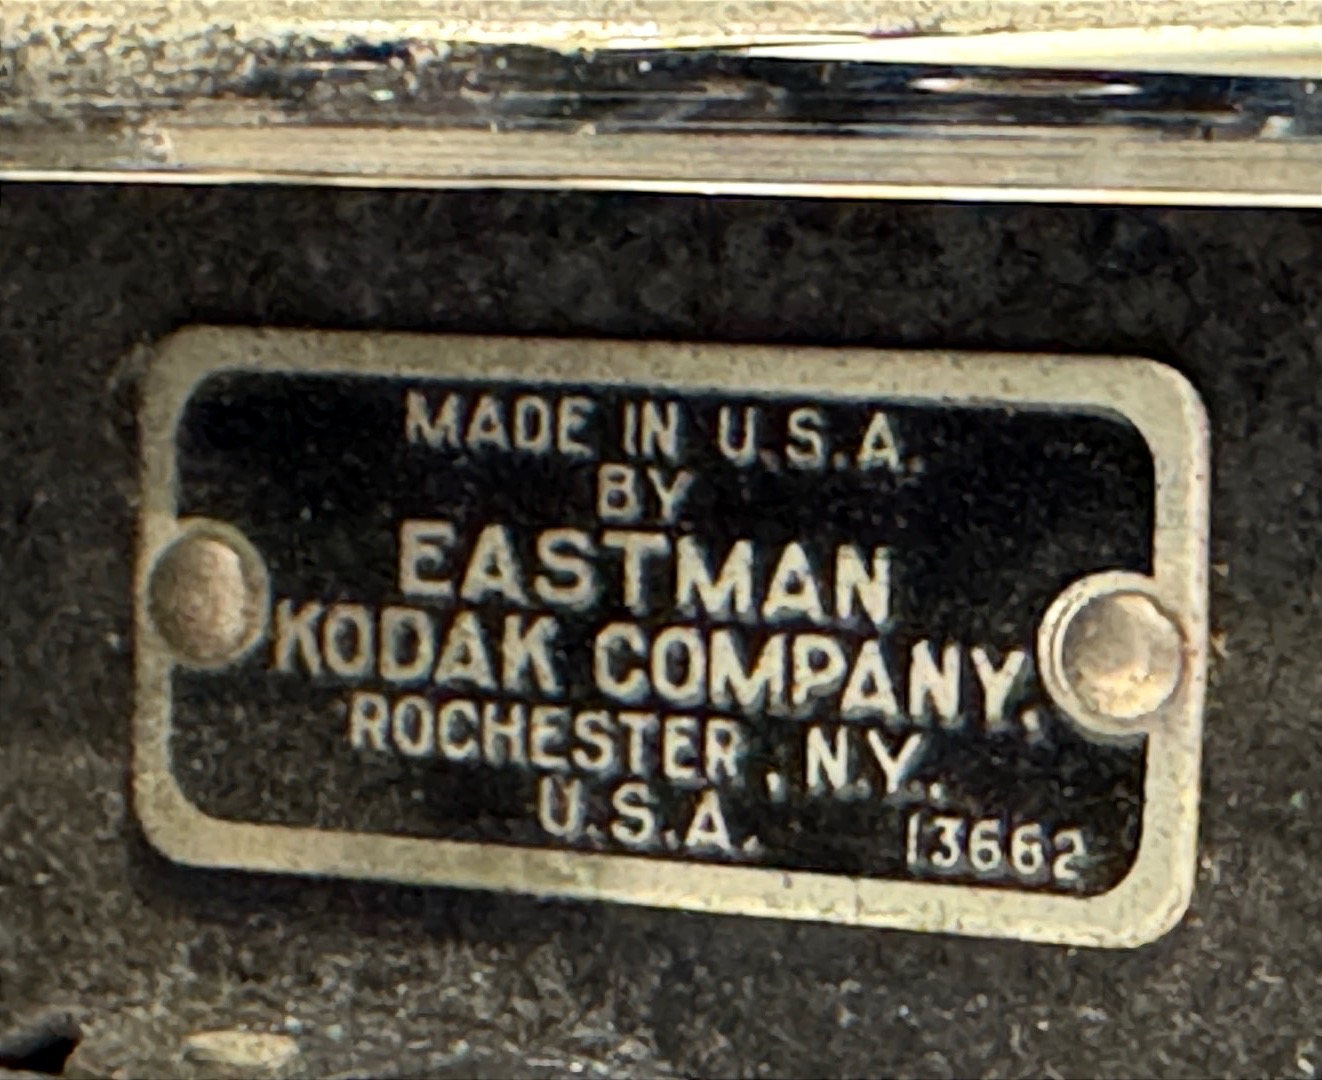 MADE IN U.S.A.
BY
EASTMAN
KODAK COMPANY.
ROCHESTER, N.Y.
U.S.A. 13662